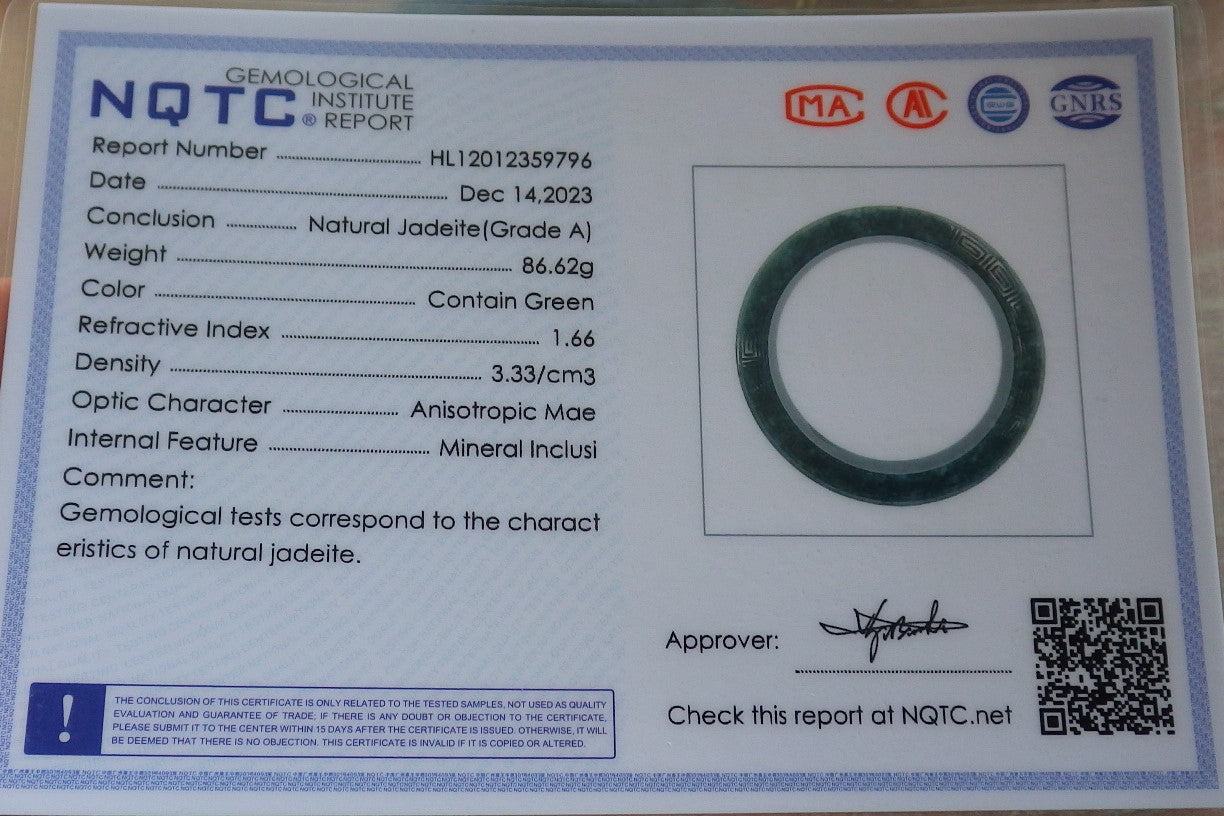 GEMOLOGICAL
NQTC INSTITUTE
® REPORT
MA
GNRS
Report Number HL12012359796
Date Dec 14,2023
Conclusion Natural Jadeite(Grade A)
Weight 86.62g
Color Contain Green
Refractive Index 1.66
Density 3.33/cm3
Optic Character Anisotropic Mae
Internal Feature Mineral Inclusi
Comment:
Gemological tests correspond to the charact
eristics of natural jadeite.
Approver:
Check this report at NQTC.net
! THE CONCLUSION OF THIS CERTIFICATE IS ONLY RELATED TO THE TESTED SAMPLES, NOT USED AS QUALITY
EVALUATION AND GUARANTEE OF TRADE; IF THERE IS ANY DOUBT OR OBJECTION TO THE CERTIFICATE,
PLEASE SUBMIT IT TO THE CENTER WITHIN 15 DAYS AFTER THE CERTIFICATE IS ISSUED. OTHERWISE, IT WILL
BE DEEMED THAT THERE IS NO OBJECTION. THIS CERTIFICATE IS INVALID IF IT IS COPIED OR ALTERED.